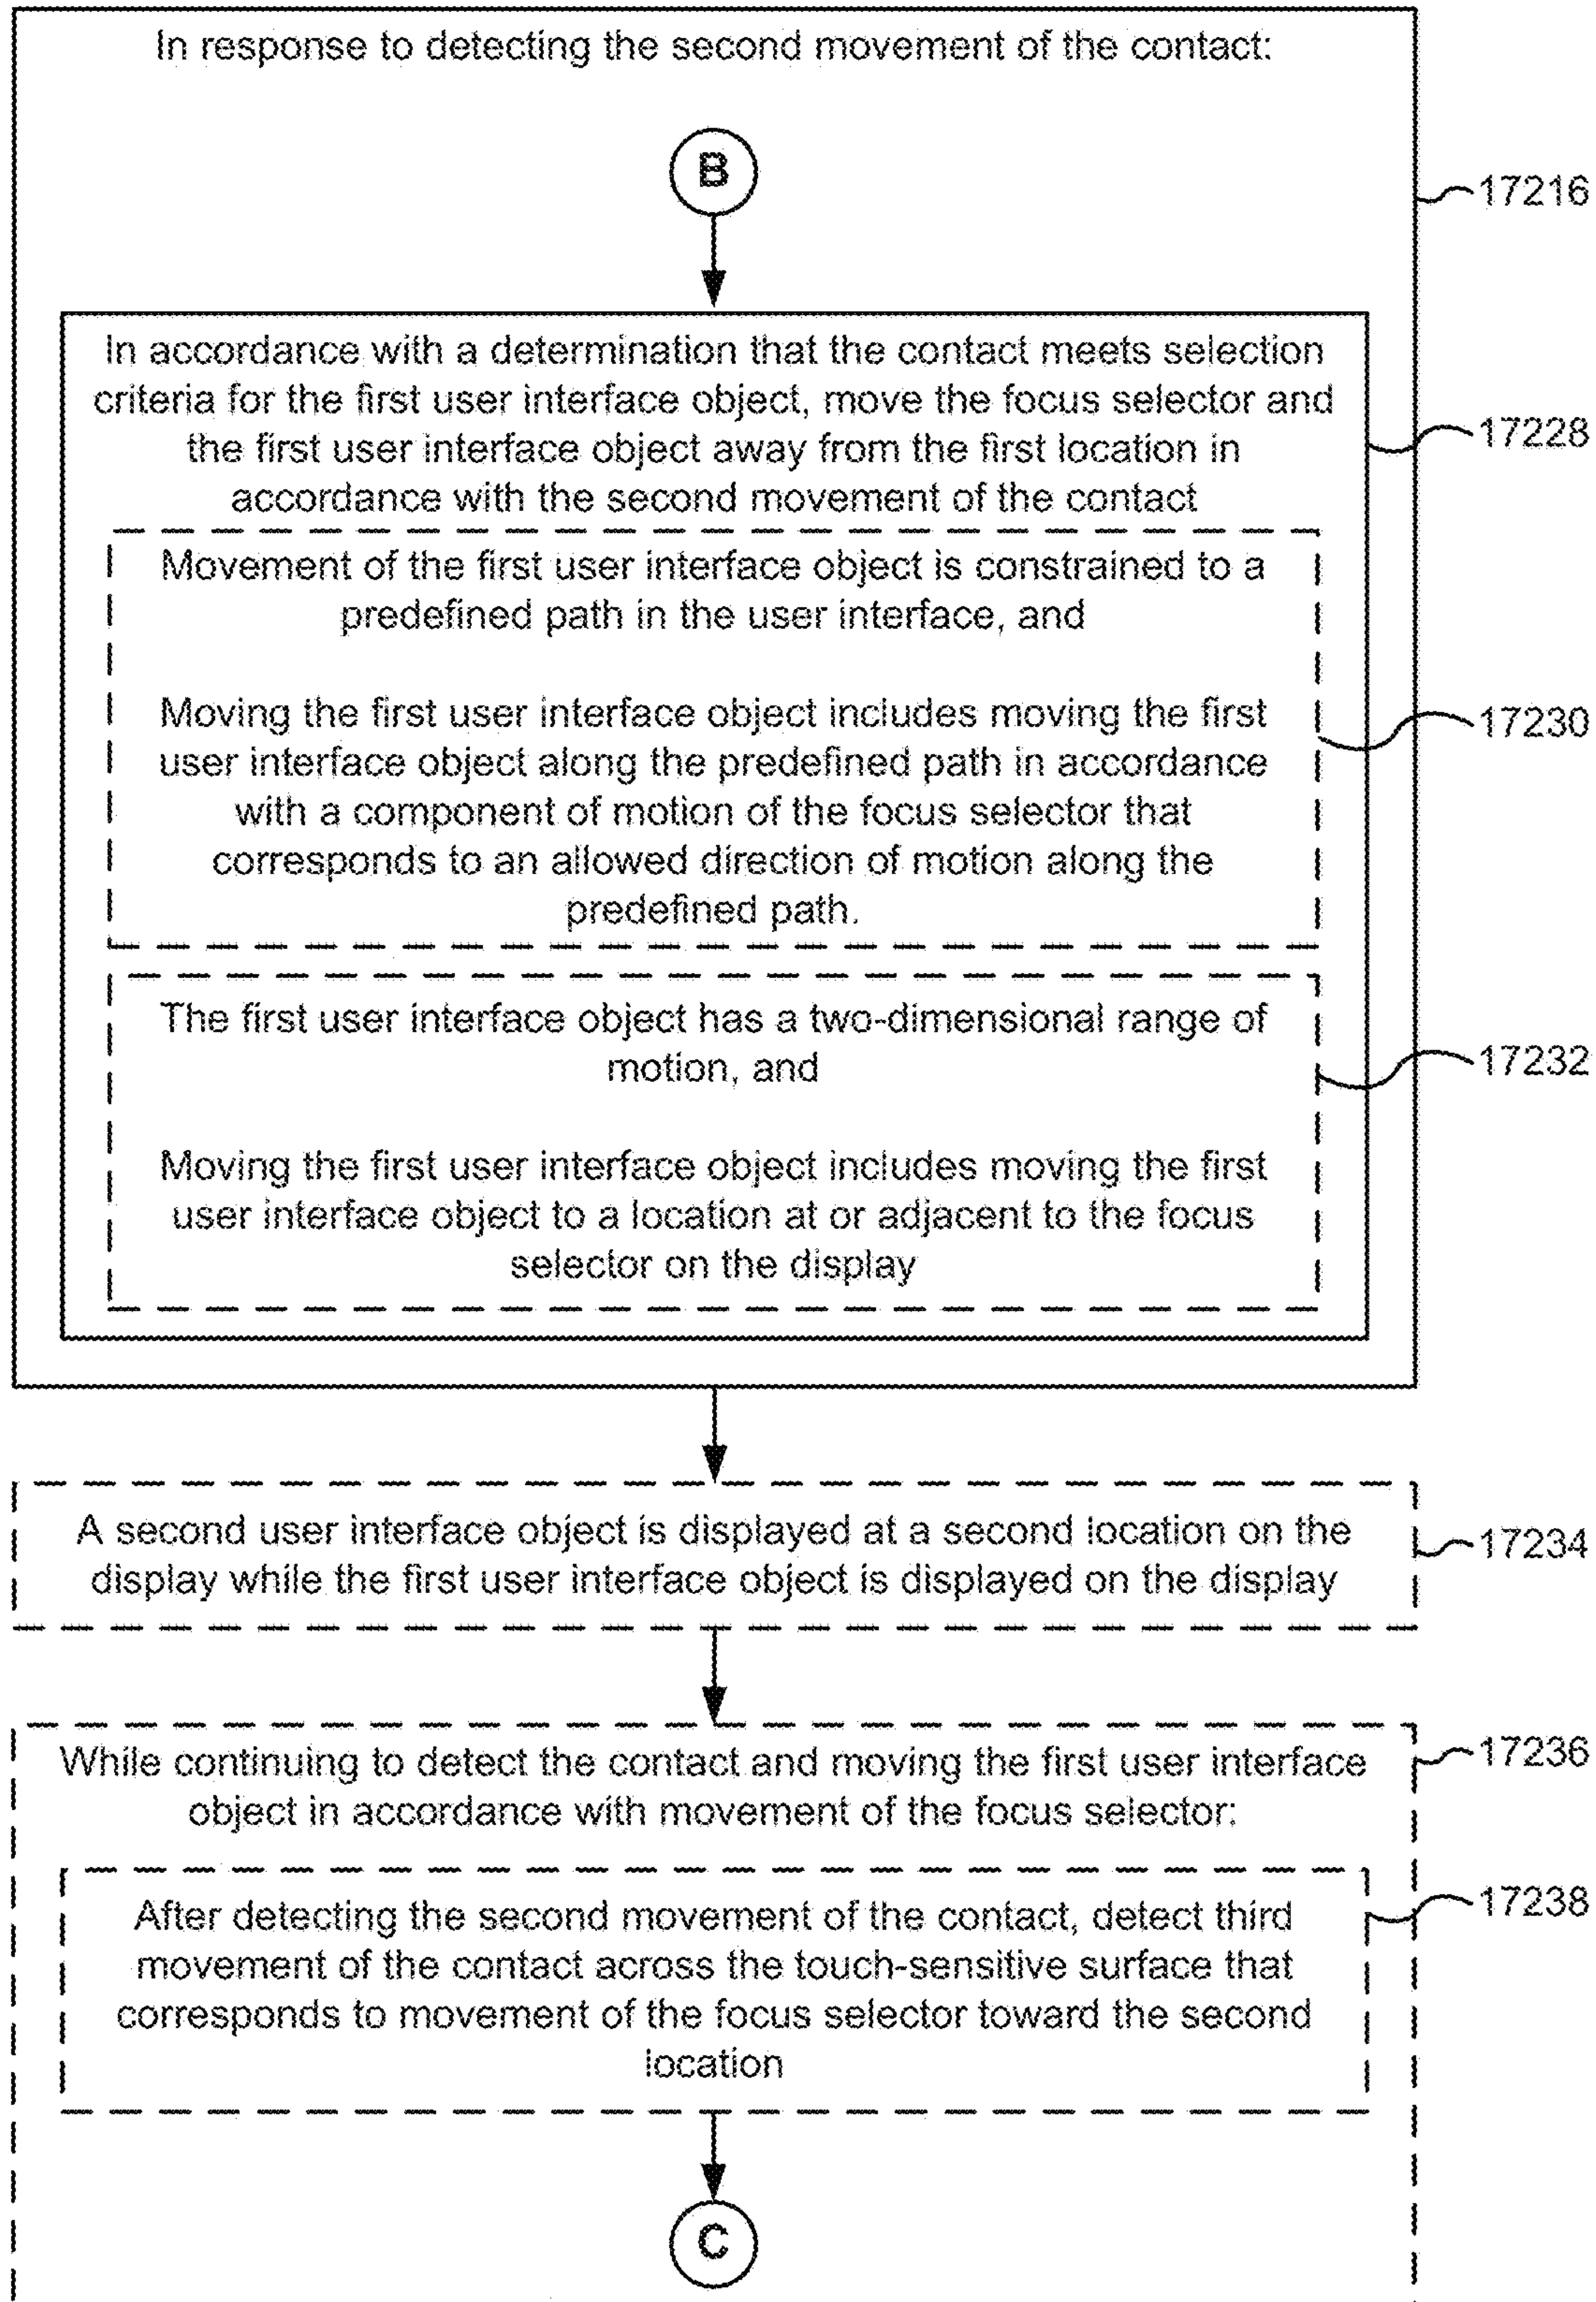 In response to detecting the second movement of the contact:
B
17216
In accordance with a determination that the contact meets selection
criteria for the first user interface object, move the focus selector and
the first user interface object away from the first location in
accordance with the second movement of the contact
17228
Movement of the first user interface object is constrained to a
predefined path in the user interface, and
Moving the first user interface object includes moving the first
user interface object along the predefined path in accordance
with a component of motion of the focus selector that
corresponds to an allowed direction of motion along the
predefined path.
17230
The first user interface object has a two-dimensional range of
motion, and
Moving the first user interface object includes moving the first
user interface object to a location at or adjacent to the focus
selector on the display
17232
A second user interface object is displayed at a second location on the
display while the first user interface object is displayed on the display
17234
While continuing to detect the contact and moving the first user interface
object in accordance with movement of the focus selector:
17236
After detecting the second movement of the contact, detect third
movement of the contact across the touch-sensitive surface that
corresponds to movement of the focus selector toward the second
location
17238
C